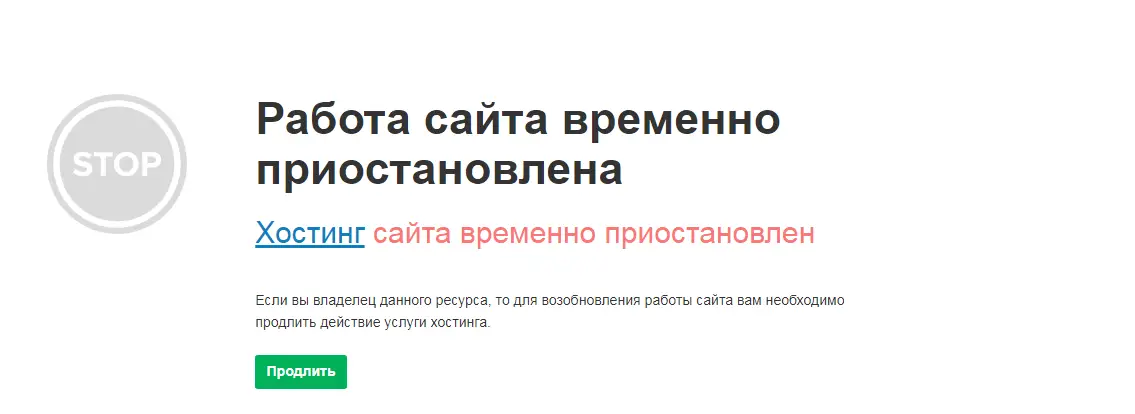 STOP
Работа сайта временно
приостановлена
Хостинг сайта временно приостановлен
Если вы владелец данного ресурса, то для возобновления работы сайта вам необходимо
продлить действие услуги хостинга.
Продлить